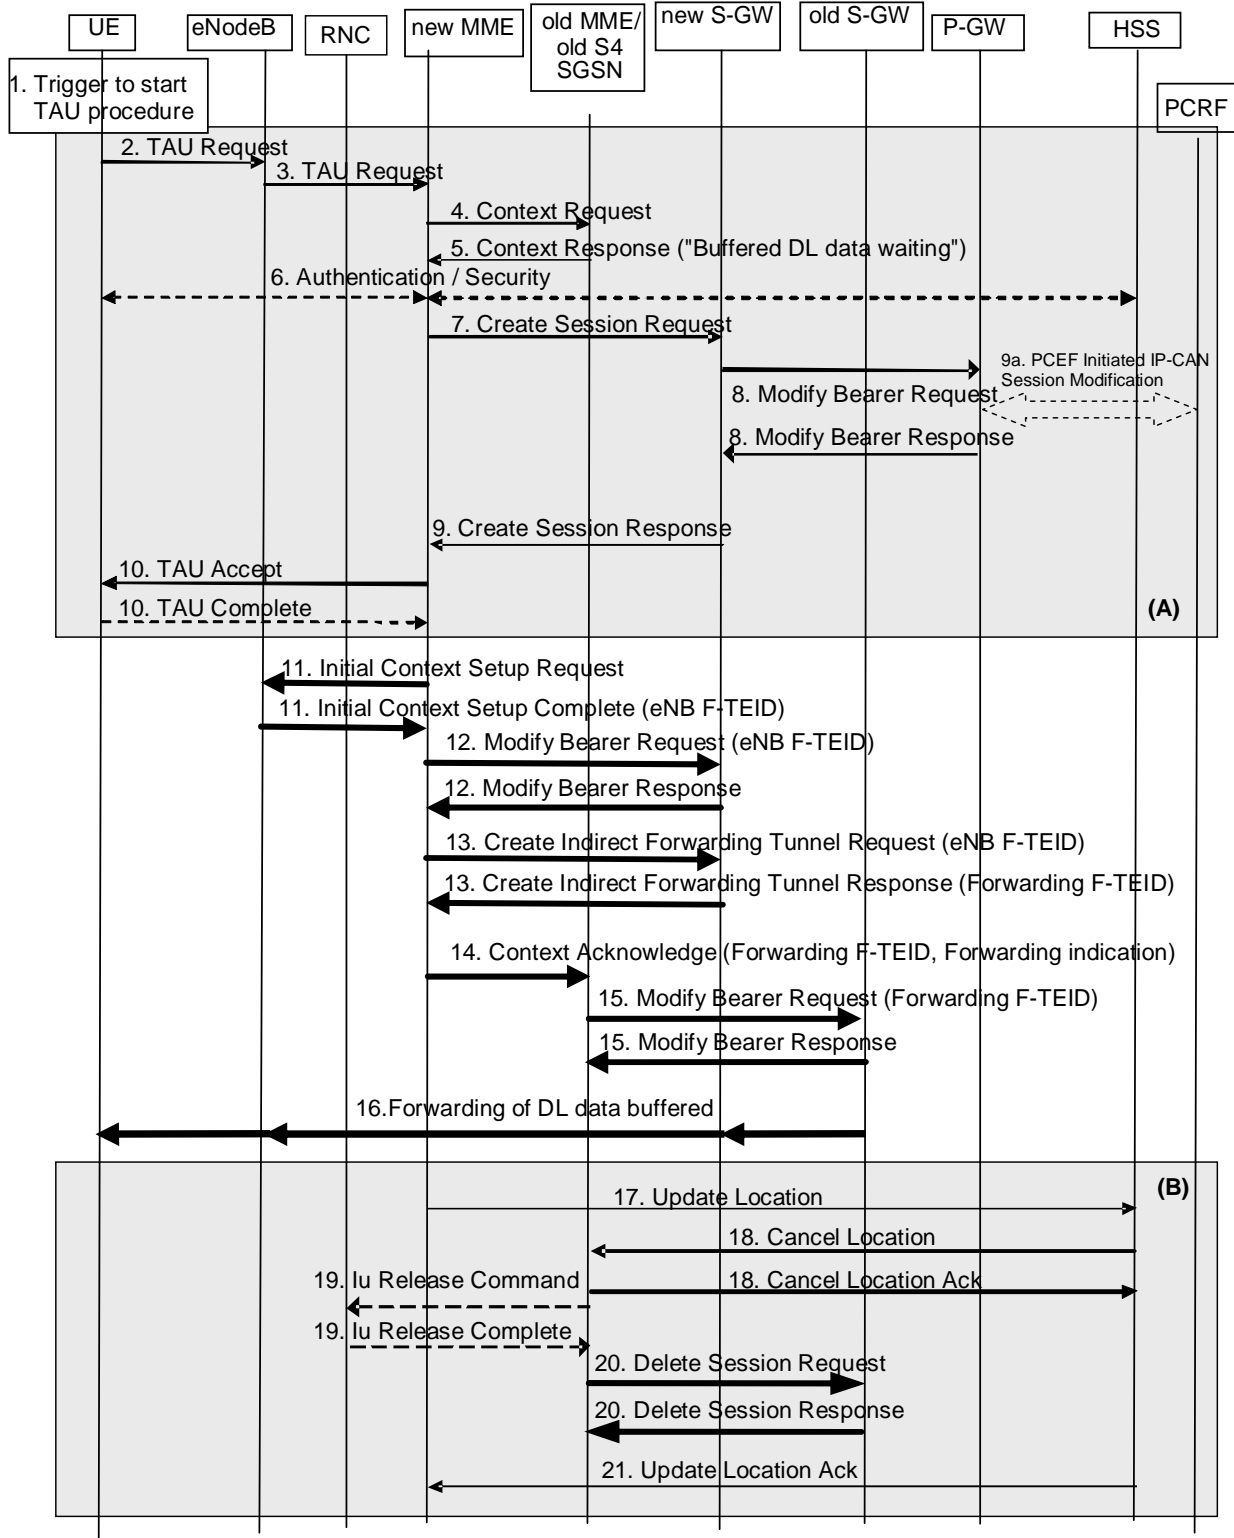 UE
eNodeB
RNC
new MME
old MME/
old S4
SGSN
new S-GW
old S-GW
P-GW
HSS
PCRF
1. Trigger to start
TAU procedure
2. TAU Request
3. TAU Request
4. Context Request
5. Context Response ("Buffered DL data waiting")
6. Authentication / Security
7. Create Session Request
9a. PCEF Initiated IP-CAN
Session Modification
8. Modify Bearer Request
8. Modify Bearer Response
9. Create Session Response
10. TAU Accept
10. TAU Complete
(A)
11. Initial Context Setup Request
11. Initial Context Setup Complete (eNB F-TEID)
12. Modify Bearer Request (eNB F-TEID)
12. Modify Bearer Response
13. Create Indirect Forwarding Tunnel Request (eNB F-TEID)
13. Create Indirect Forwarding Tunnel Response (Forwarding F-TEID)
14. Context Acknowledge (Forwarding F-TEID, Forwarding indication)
15. Modify Bearer Request (Forwarding F-TEID)
15. Modify Bearer Response
16.Forwarding of DL data buffered
(B)
17. Update Location
18. Cancel Location
19. Iu Release Command
18. Cancel Location Ack
19. Iu Release Complete
20. Delete Session Request
20. Delete Session Response
21. Update Location Ack